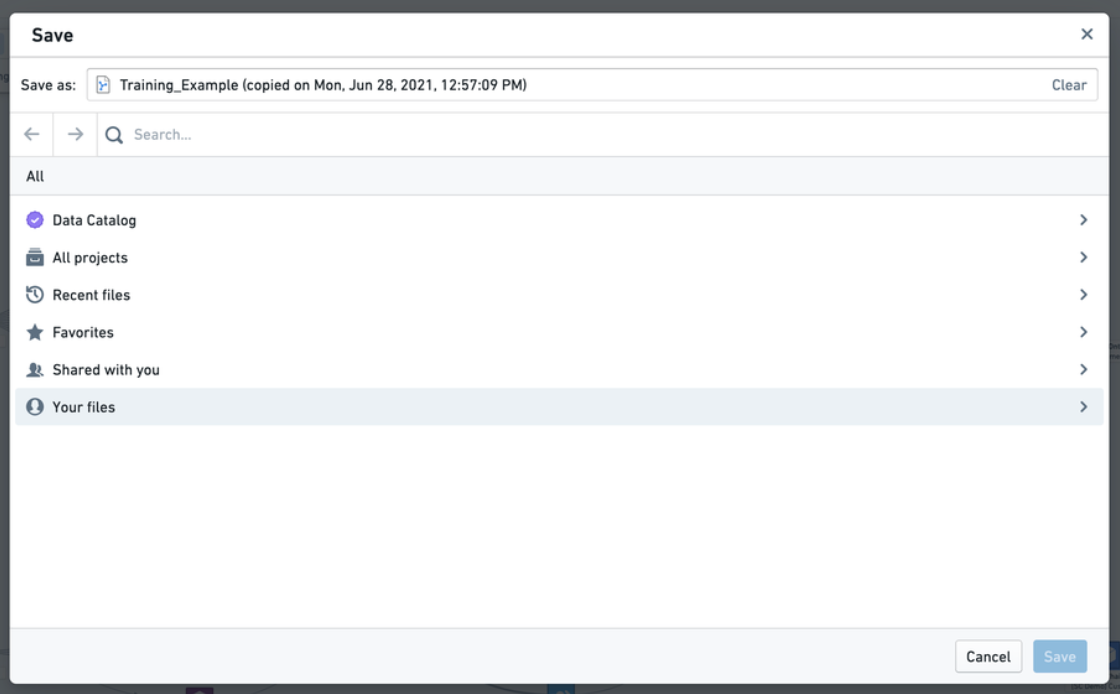 Save
Save as: Training_Example (copied on Mon, Jun 28, 2021, 12:57:09 PM) Clear
Search...
All
Data Catalog
All projects
Recent files
Favorites
Shared with you
Your files
Cancel Save